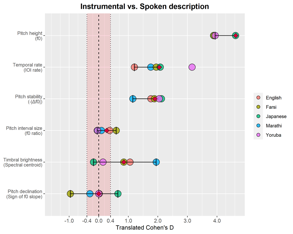 Instrumental vs. Spoken description
Pitch height
(f0)
Temporal rate
(IOI rate)
Pitch stability
(-|Δf0|)
Pitch interval size
(f0 ratio)
Timbral brightness
(Spectral centroid)
Pitch declination
(Sign of f0 slope)
English
Farsi
Japanese
Marathi
Yoruba
-1.0
-0.4
0.0
0.4
1.0
2.0
3.0
4.0
Translated Cohen's D